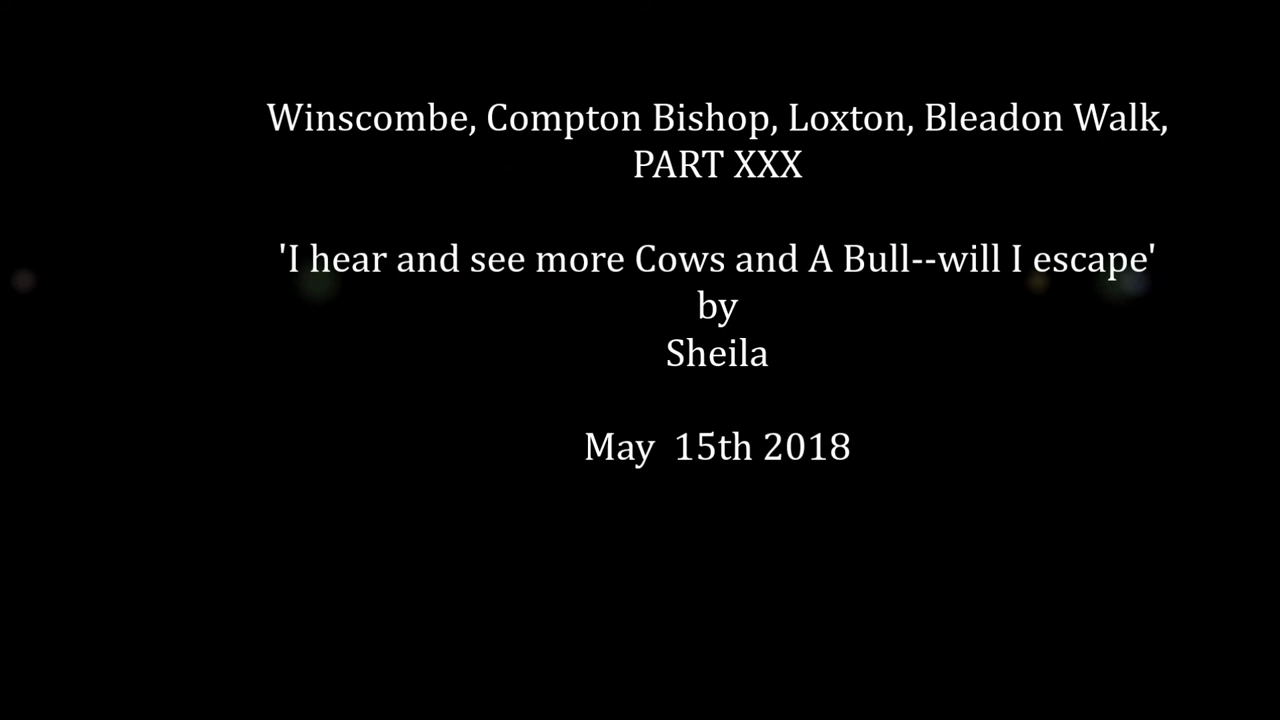 Winscombe, Compton Bishop, Loxton, Bleadon Walk,
PART XXX
'I hear and see more Cows and A Bull--will I escape'
by
Sheila
May  15th 2018